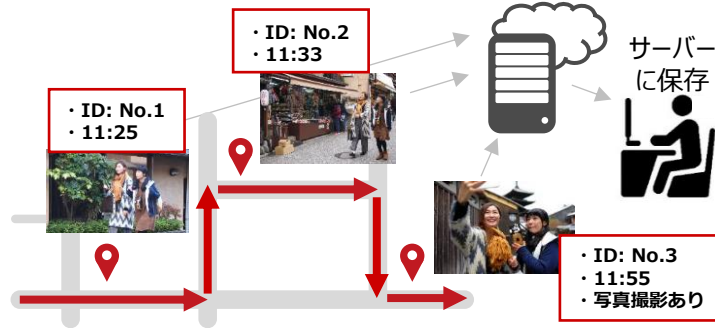 ・ID: No.2
・11:33
サーバー
に保存
・ID: No.1
・11:25
・ID: No.3
・11:55
・写真撮影あり